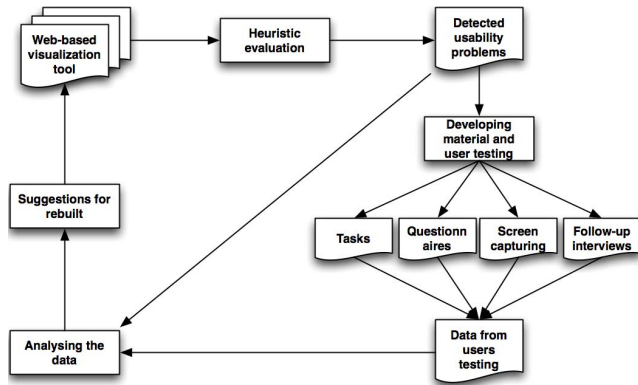 Web-based
visualization
tool
Heuristic
evaluation
Detected
usability
problems
Developing
material and
user testing
Suggestions for
rebuilt
Tasks
Questionn
aires
Screen
capturing
Follow-up
interviews
Analysing the
data
Data from
users
testing